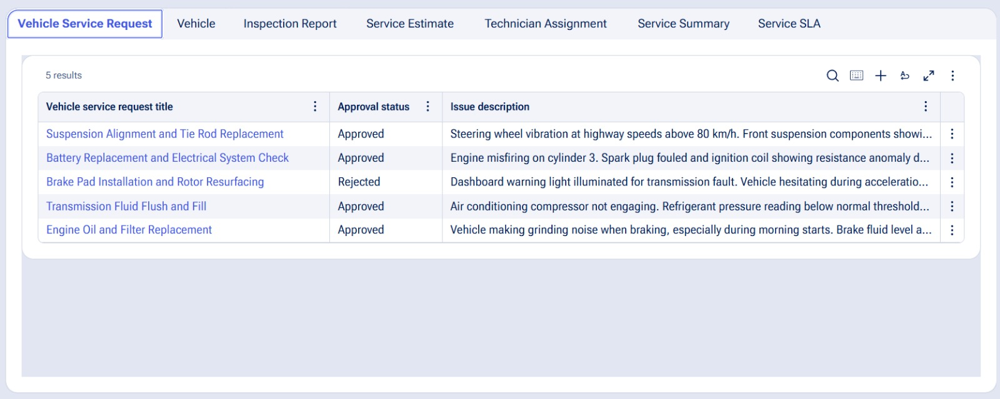 Vehicle Service Request Vehicle Inspection Report Service Estimate Technician Assignment Service Summary Service SLA
5 results
Vehicle service request title Approval status Issue description
Suspension Alignment and Tie Rod Replacement Approved Steering wheel vibration at highway speeds above 80 km/h. Front suspension components showi...
Battery Replacement and Electrical System Check Approved Engine misfiring on cylinder 3. Spark plug fouled and ignition coil showing resistance anomaly d...
Brake Pad Installation and Rotor Resurfacing Rejected Dashboard warning light illuminated for transmission fault. Vehicle hesitating during acceleratio...
Transmission Fluid Flush and Fill Approved Air conditioning compressor not engaging. Refrigerant pressure reading below normal threshold...
Engine Oil and Filter Replacement Approved Vehicle making grinding noise when braking, especially during morning starts. Brake fluid level a...